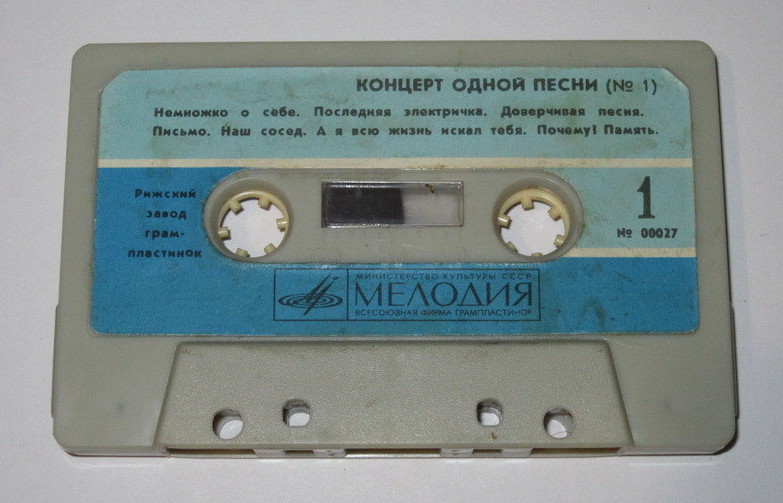 КОНЦЕРТ ОДНОЙ ПЕСНИ (№ 1)
Немножко о себе. Последняя электричка. Доверчивая песня.
Письмо. Наш сосед. А я всю жизнь искал тебя. Почему? Память.
Рижский
завод
грам-
пластинок
1
№ 00027
МИНИСТЕРСТВО КУЛЬТУРЫ СССР
МЕЛОДИЯ
ВСЕСОЮЗНАЯ ФИРМА ГРАМПЛАСТИНОК